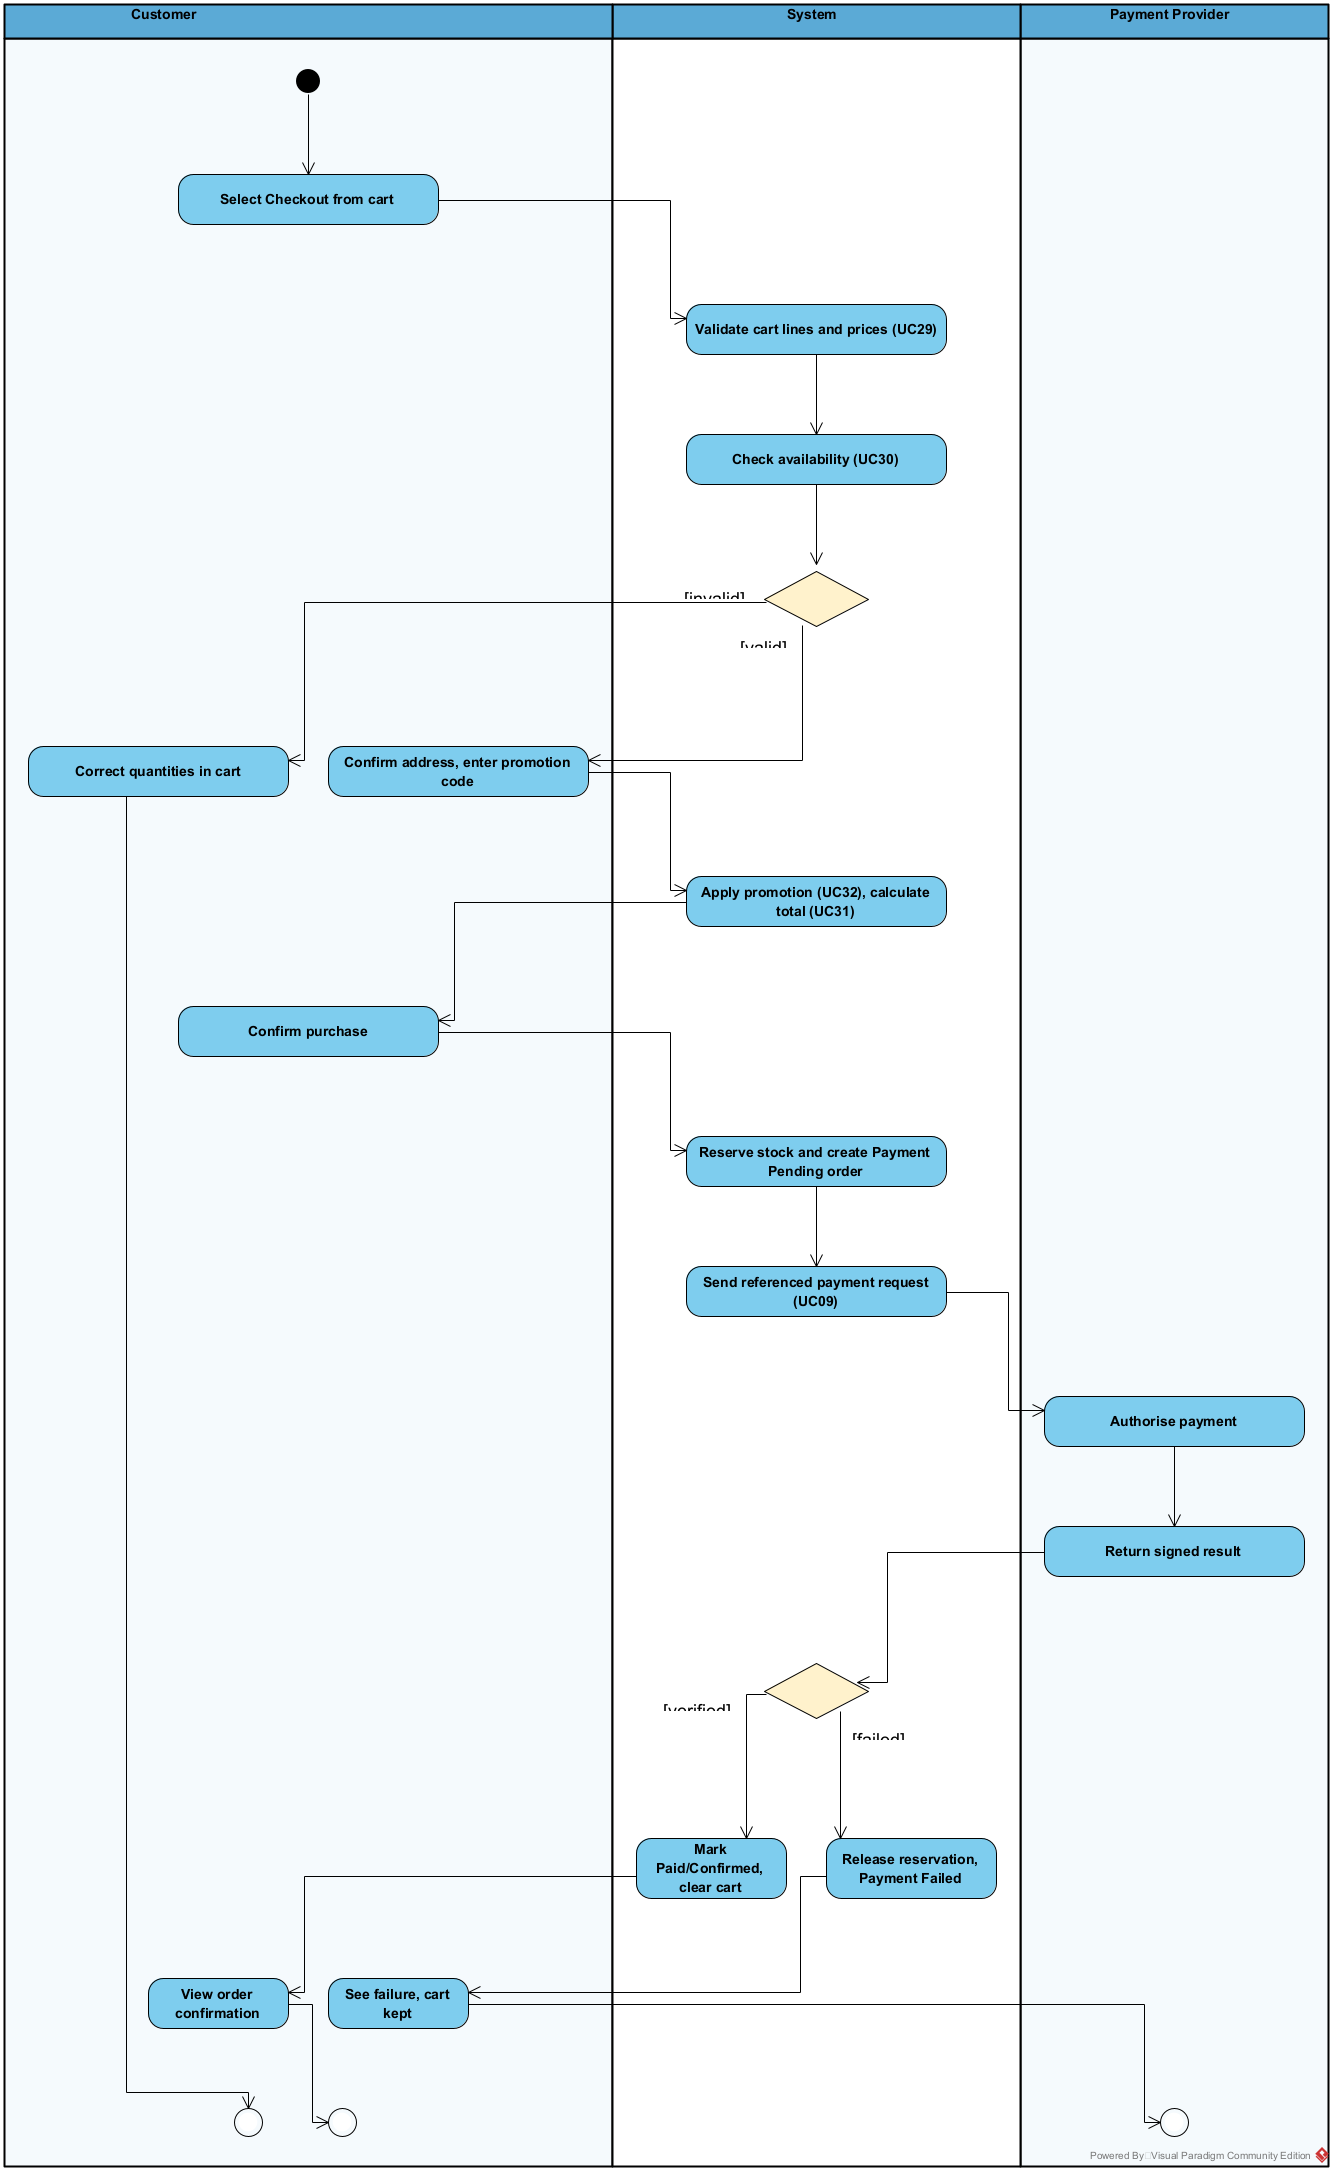 Customer
System
Payment Provider
Select Checkout from cart
Validate cart lines and prices (UC29)
Check availability (UC30)
[invalid]
[valid]
Correct quantities in cart
Confirm address, enter promotion
code
Apply promotion (UC32), calculate
total (UC31)
Confirm purchase
Reserve stock and create Payment
Pending order
Send referenced payment request
(UC09)
Authorise payment
Return signed result
[verified]
[failed]
Mark
Paid/Confirmed,
clear cart
Release reservation,
Payment Failed
View order
confirmation
See failure, cart
kept
Powered By Visual Paradigm Community Edition